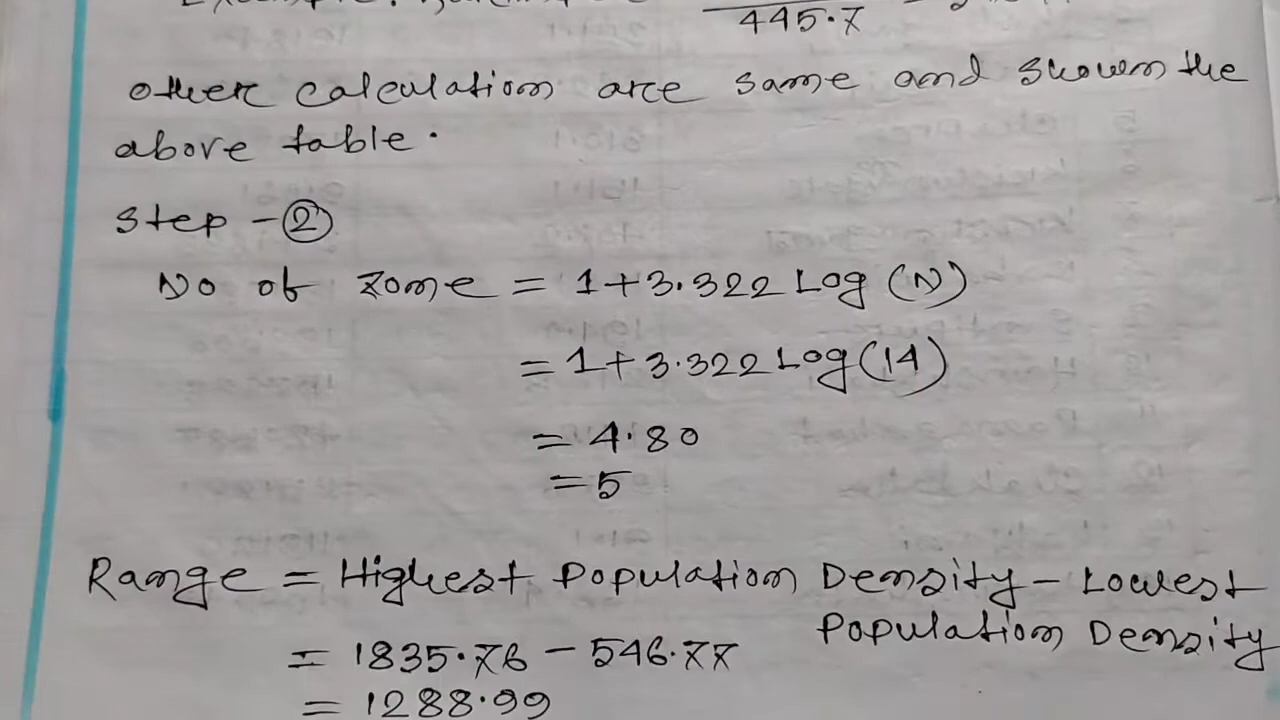 445.7
other calculation are same and shown the
above table.
Step - ②
No of zone = 1+3.322 Log (N)
= 1+3.322 Log (14)
= 4.80
= 5
Range = Highest Population Density - Lowest
Population Density
= 1835.76 - 546.77
= 1288.99